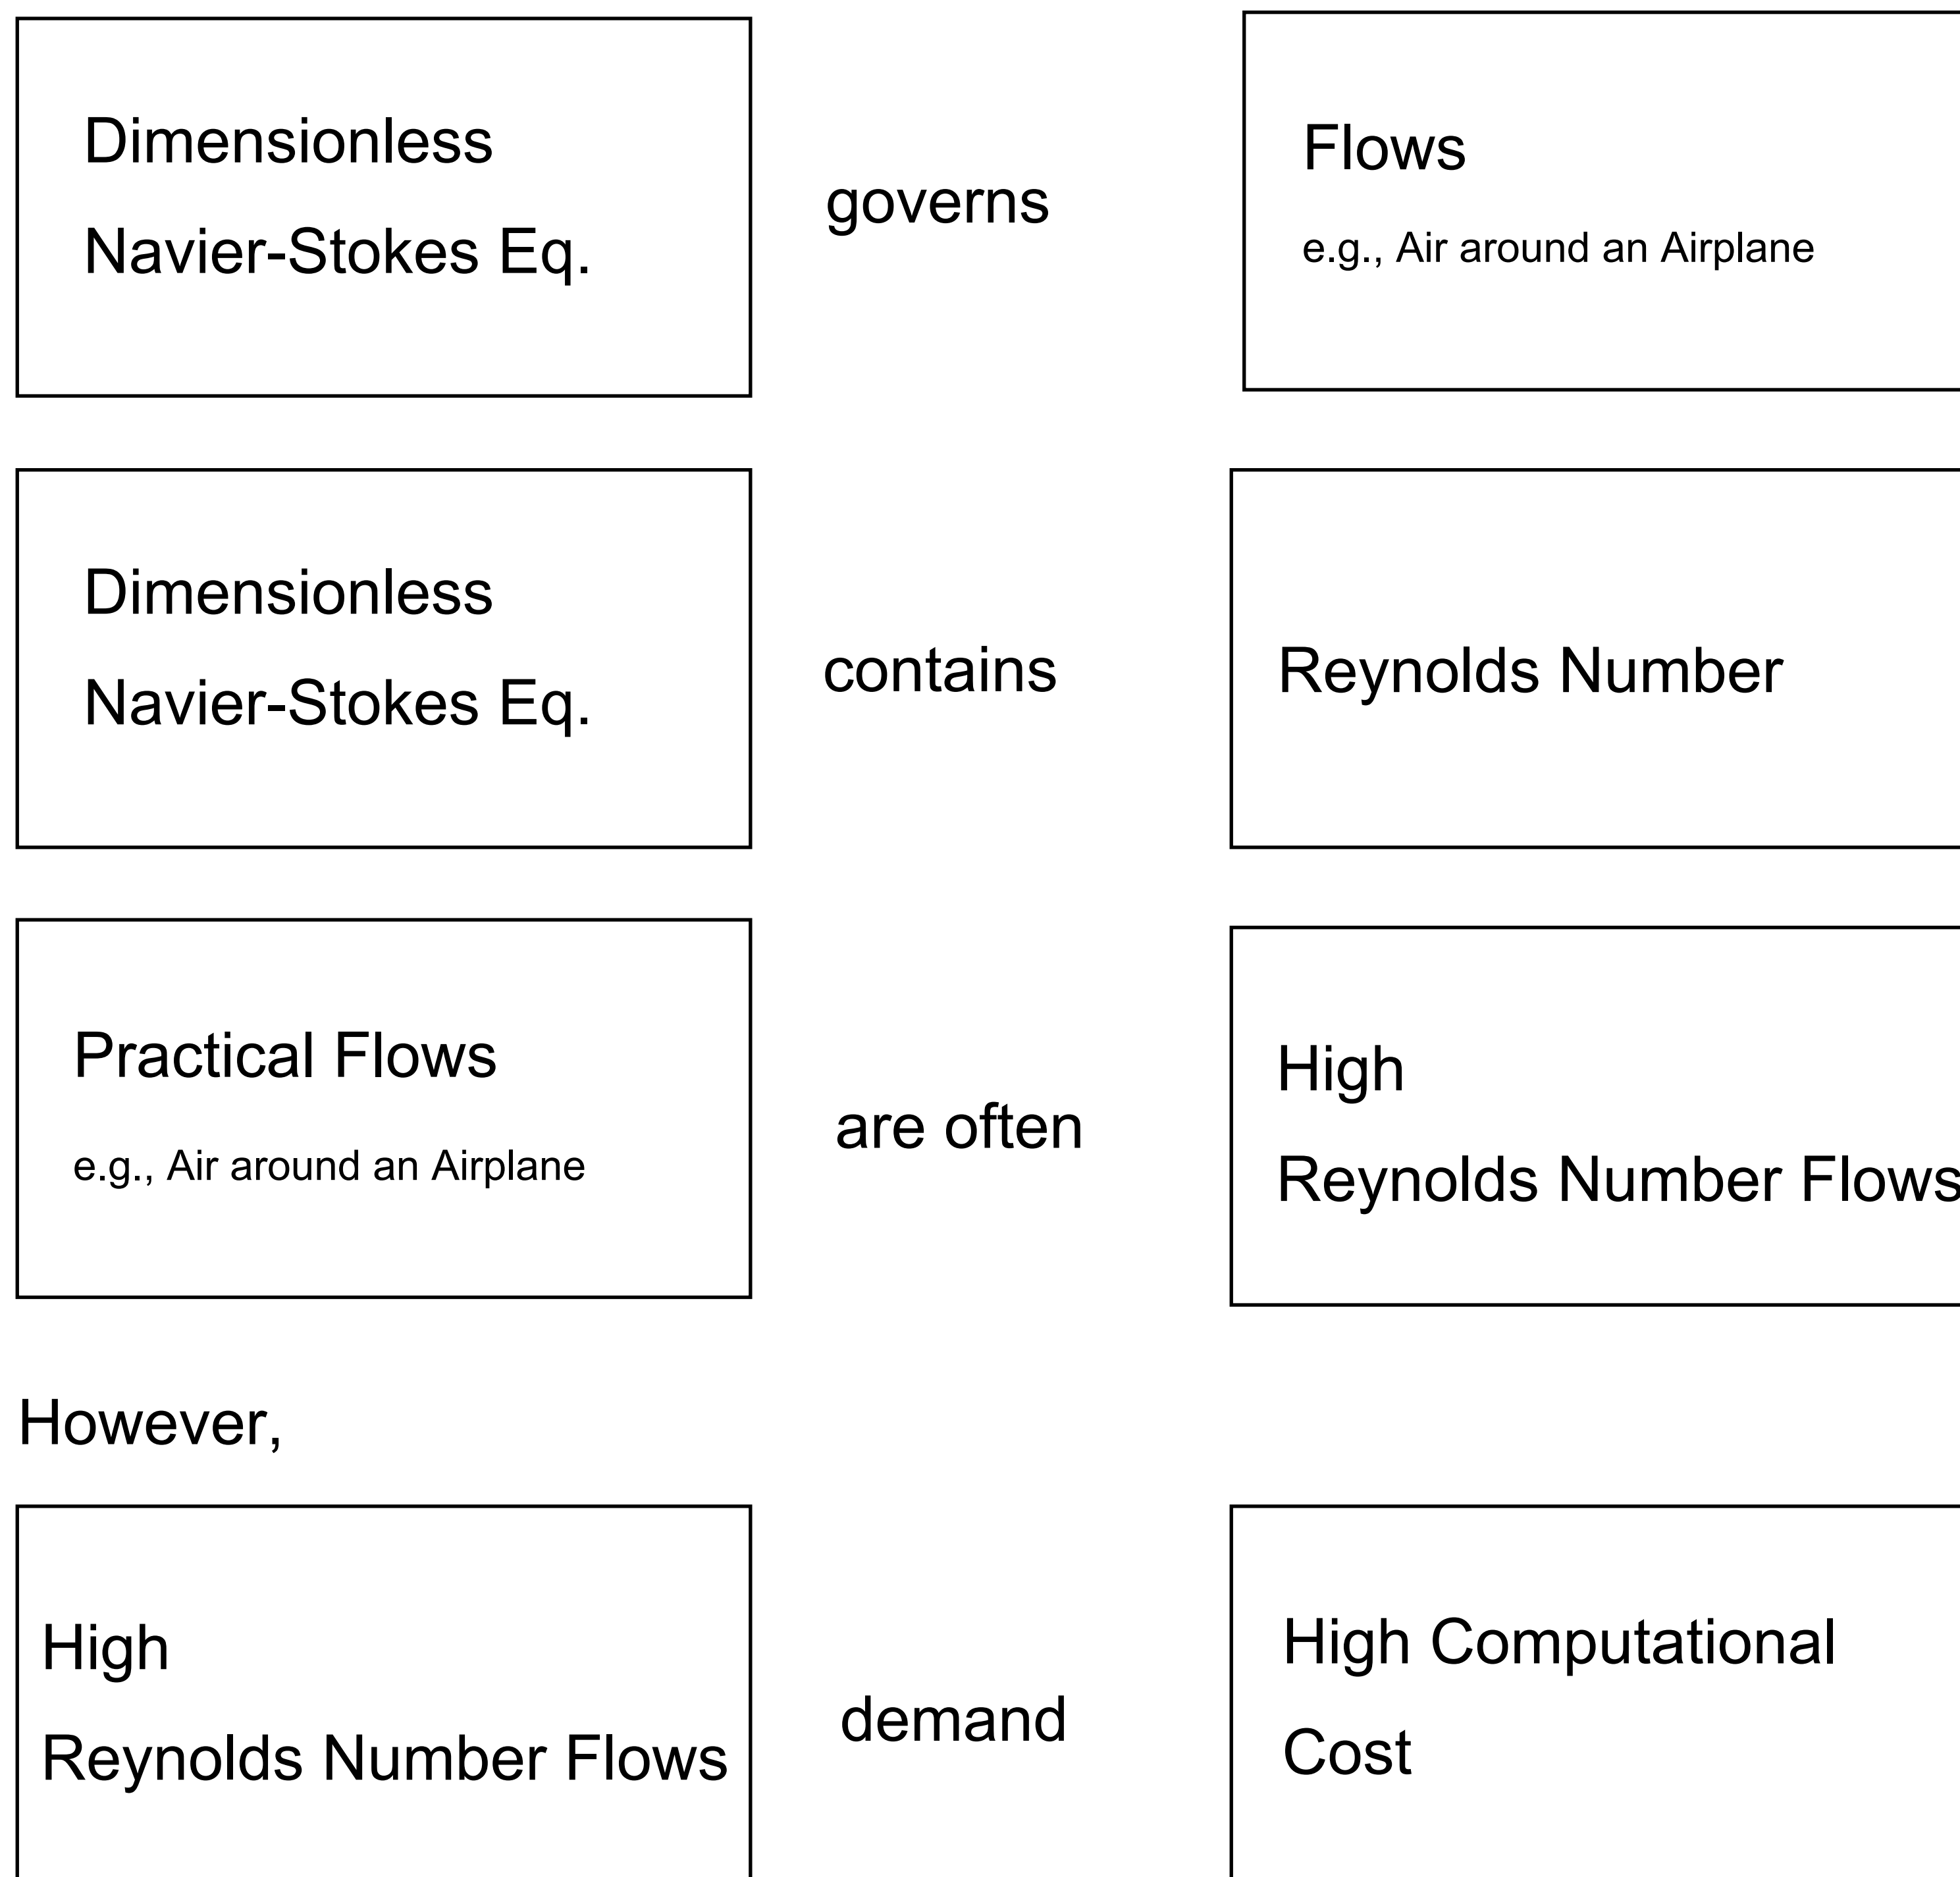 Dimensionless
Navier-Stokes Eq.
governs
Flows
e.g., Air around an Airplane
Dimensionless
Navier-Stokes Eq.
contains
Reynolds Number
Practical Flows
e.g., Air around an Airplane
are often
High
Reynolds Number Flows
However,
High
Reynolds Number Flows
demand
High Computational
Cost